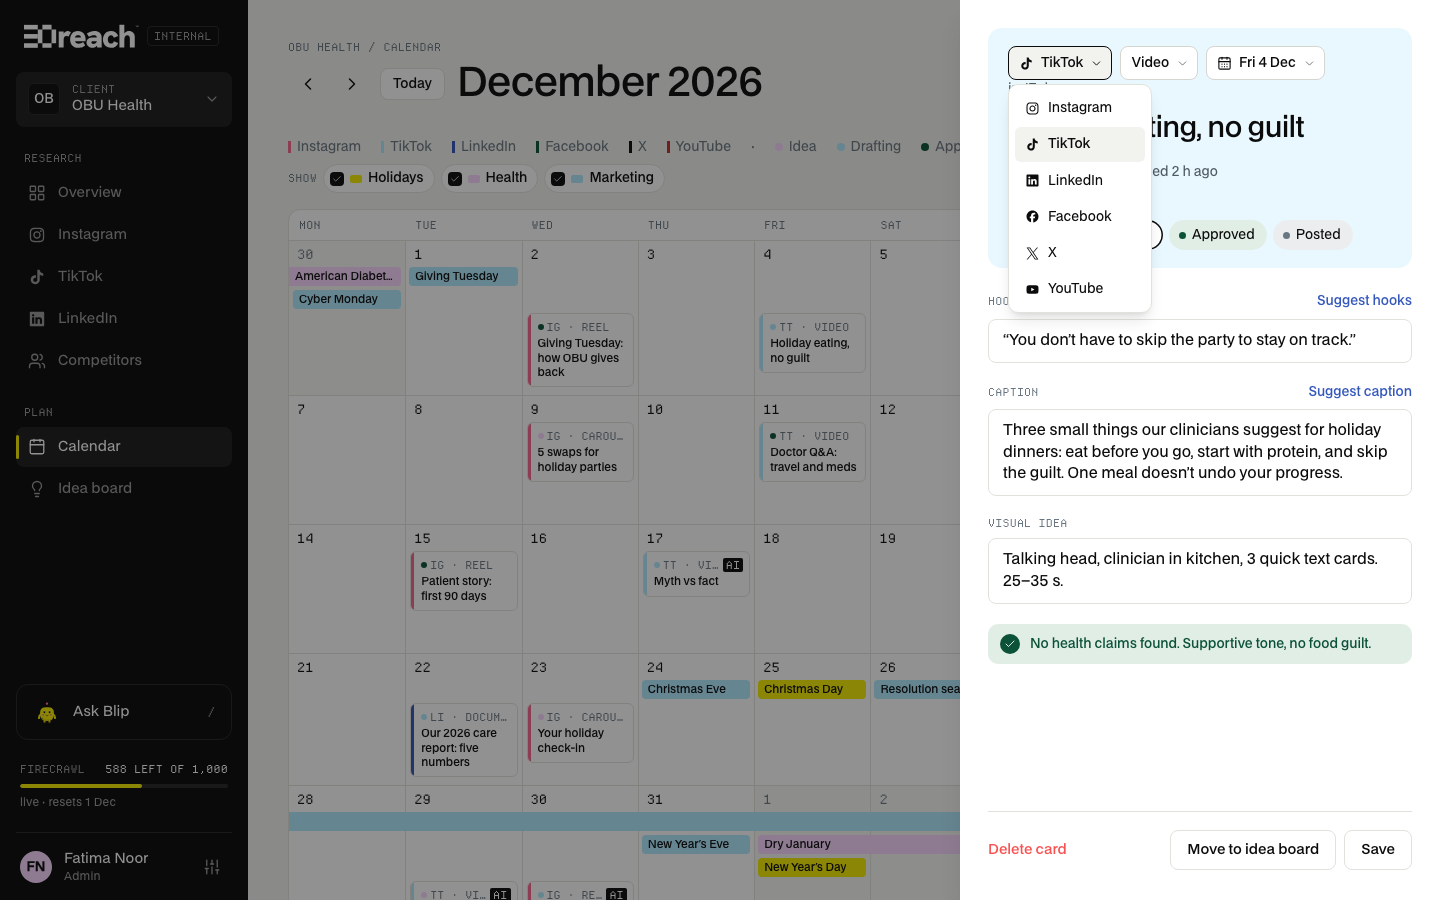 reach INTERNAL
OB CLIENT
OBU Health
RESEARCH
Overview
Instagram
TikTok
LinkedIn
Competitors
PLAN
Calendar
Idea board
Ask Blip /
FIRECRAWL 588 LEFT OF 1,000
live · resets 1 Dec
FN Fatima Noor
Admin
OBU HEALTH / CALENDAR
Today December 2026
Instagram TikTok LinkedIn Facebook X YouTube · Idea Drafting App
SHOW Holidays Health Marketing
MON TUE WED THU FRI SAT
30 1 2 3 4 5
American Diabet…
Cyber Monday
Giving Tuesday
IG · REEL
Giving Tuesday:
how OBU gives
back
TT · VIDEO
Holiday eating,
no guilt
7 8 9 10 11 12
IG · CAROU…
5 swaps for
holiday parties
TT · VIDEO
Doctor Q&A:
travel and meds
14 15 16 17 18 19
IG · REEL
Patient story:
first 90 days
TT · VI… AI
Myth vs fact
21 22 23 24 25 26
Christmas Eve
Christmas Day
Resolution sea
LI · DOCUM…
Our 2026 care
report: five
numbers
IG · CAROU…
Your holiday
check-in
28 29 30 31 1 2
New Year’s Eve
Dry January
New Year’s Day
TT · VI… AI
IG · RE… AI
TikTok Video Fri 4 Dec
Instagram
TikTok
LinkedIn
Facebook
X
YouTube
ting, no guilt
ed 2 h ago
Approved Posted
HOO Suggest hooks
“You don’t have to skip the party to stay on track.”
CAPTION Suggest caption
Three small things our clinicians suggest for holiday
dinners: eat before you go, start with protein, and skip
the guilt. One meal doesn’t undo your progress.
VISUAL IDEA
Talking head, clinician in kitchen, 3 quick text cards.
25–35 s.
No health claims found. Supportive tone, no food guilt.
Delete card Move to idea board Save